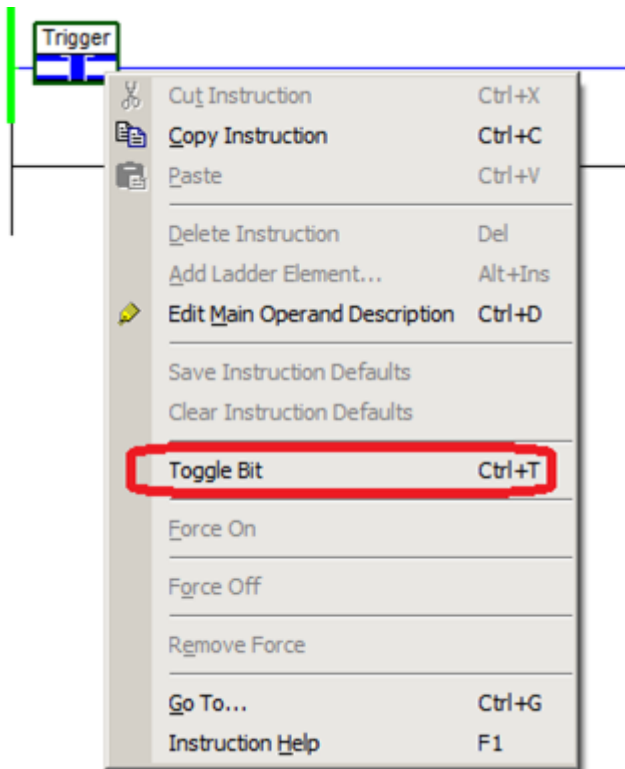 Trigger
Cut Instruction Ctrl+X
Copy Instruction Ctrl+C
Paste Ctrl+V
Delete Instruction Del
Add Ladder Element... Alt+Ins
Edit Main Operand Description Ctrl+D
Save Instruction Defaults
Clear Instruction Defaults
Toggle Bit Ctrl+T
Force On
Force Off
Remove Force
Go To... Ctrl+G
Instruction Help F1